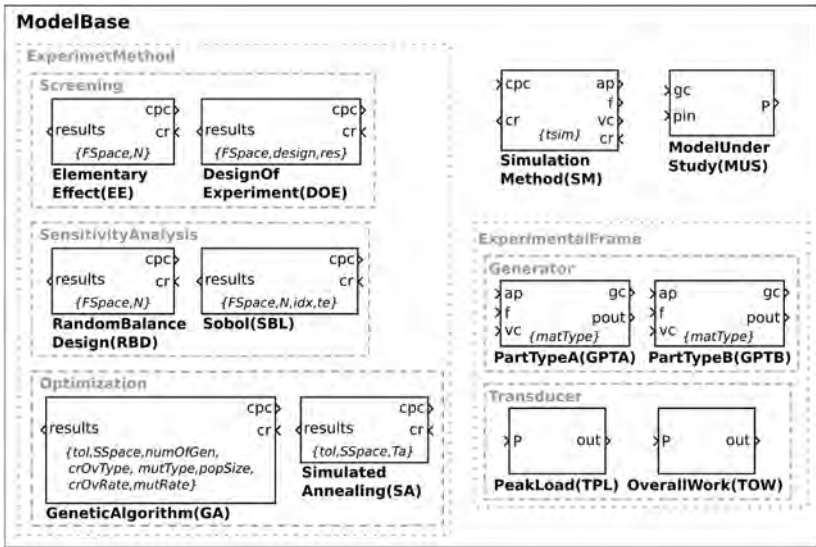 ModelBase
ExperimetMethod
Screening
cpc
results
cr
{FSpace,N}
Elementary
Effect(EE)
cpc
results
cr
{FSpace,design,res}
DesignOf
Experiment(DOE)
SensitivityAnalysis
cpc
results
cr
{FSpace,N}
RandomBalance
Design(RBD)
cpc
results
cr
{FSpace,N,idx,te}
Sobol(SBL)
Optimization
cpc
results
cr
{tol,SSpace,numOfGen,
crOvType, mutType,popSize,
crOvRate,mutRate}
GeneticAlgorithm(GA)
cpc
results
cr
{tol,SSpace,Ta}
Simulated
Annealing(SA)
cpc
ap
f
cr
vc
{tsim}
cr
Simulation
Method(SM)
gc
P
pin
ModelUnder
Study(MUS)
ExperimentalFrame
Generator
ap
gc
f
pout
vc
{matType}
PartTypeA(GPTA)
ap
gc
f
pout
vc
{matType}
PartTypeB(GPTB)
Transducer
P
out
PeakLoad(TPL)
P
out
OverallWork(TOW)